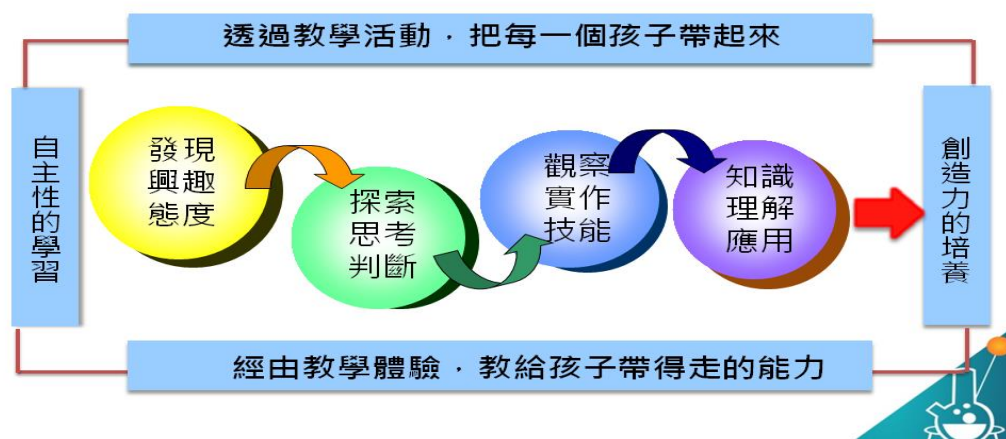 透過教學活動，把每一個孩子帶起來
自主性的學習
發現
興趣
態度
探索
思考
判斷
觀察
實作
技能
知識
理解
應用
創造力的培養
經由教學體驗，教給孩子帶得走的能力